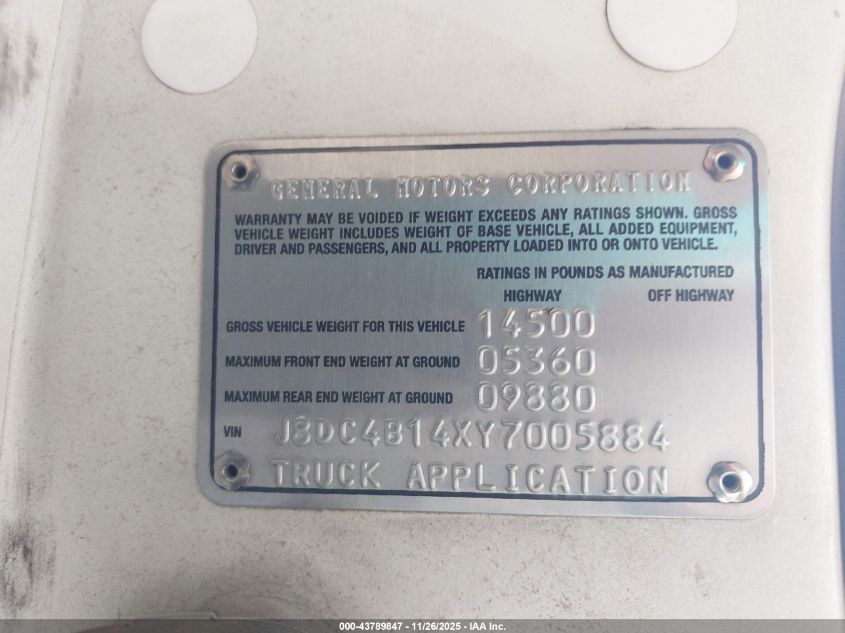 GENERAL MOTORS CORPORATION
WARRANTY MAY BE VOIDED IF WEIGHT EXCEEDS ANY RATINGS SHOWN. GROSS
VEHICLE WEIGHT INCLUDES WEIGHT OF BASE VEHICLE, ALL ADDED EQUIPMENT,
DRIVER AND PASSENGERS, AND ALL PROPERTY LOADED INTO OR ONTO VEHICLE.
RATINGS IN POUNDS AS MANUFACTURED
HIGHWAY OFF HIGHWAY
GROSS VEHICLE WEIGHT FOR THIS VEHICLE 14500
MAXIMUM FRONT END WEIGHT AT GROUND 05360
MAXIMUM REAR END WEIGHT AT GROUND 09880
VIN J8DC4B14XY7005884
TRUCK APPLICATION
000-43789847 - 11/26/2025 - IAA Inc.